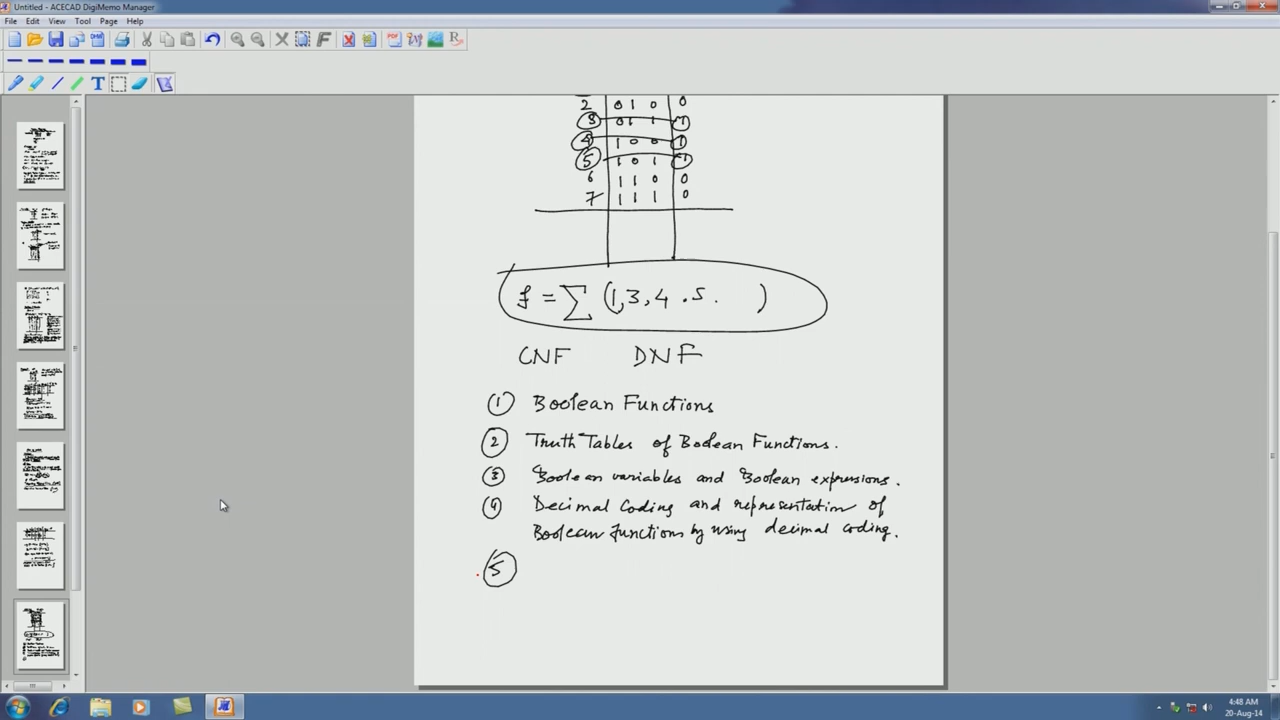 Untitled - ACECAD DigiMemo Manager
File Edit View Tool Page Help
2 0 1 0 0
3 0 1 1 1
4 1 0 0 1
5 1 0 1 1
6 1 1 0 0
7 1 1 1 0
f = ∑ (1,3,4 .5. )
CNF DNF
1 Boolean Functions
2 Truth Tables of Boolean Functions.
3 Boolean variables and Boolean expressions.
4 Decimal Coding and representation of
Boolean functions by using decimal coding.
5
4:48 AM
20-Aug-14